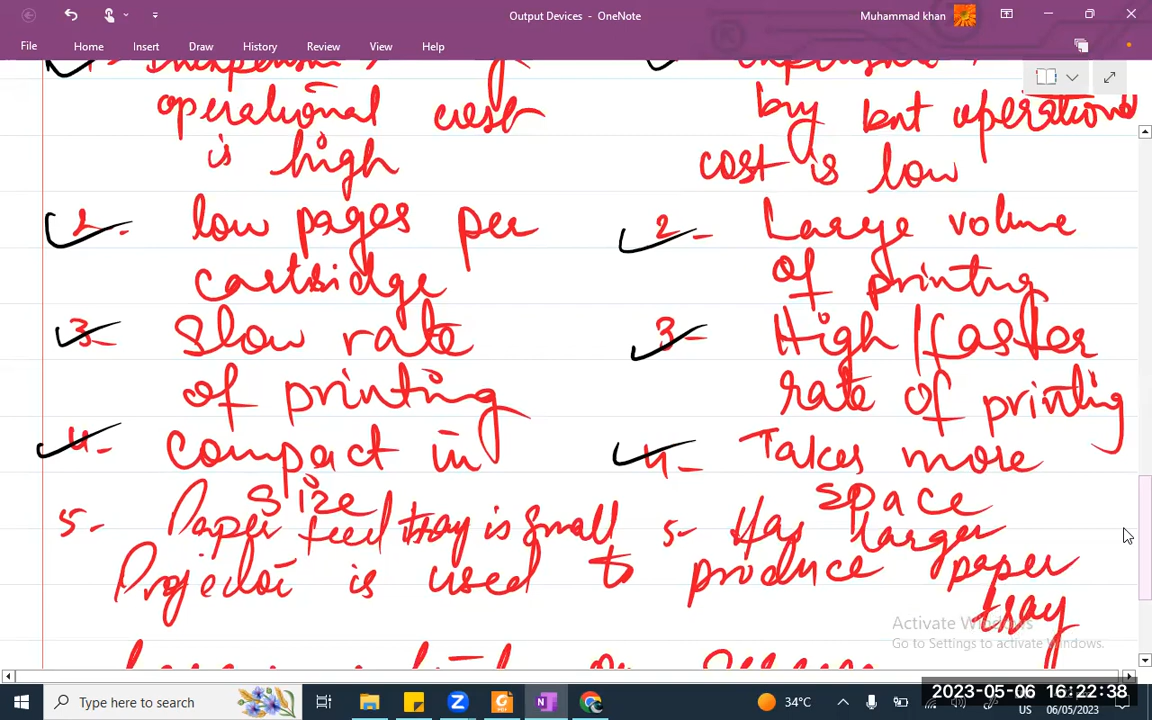 Output Devices - OneNote
Muhammad khan
File Home Insert Draw History Review View Help
operational cost
is high
by but operational
cost is low
2. low pages per
cartridge
2- Large volume
of printing
3- Slow rate
of printing
3- High/faster
rate of printing
4- compact in
size
4- Takes more
space
5- Paper feed tray is small
5- Has larger
paper
tray
Projector is used to produce
Activate Windows
Go to Settings to activate Windows.
Type here to search
34°C
US
06/05/2023
2023-05-06 16:22:38